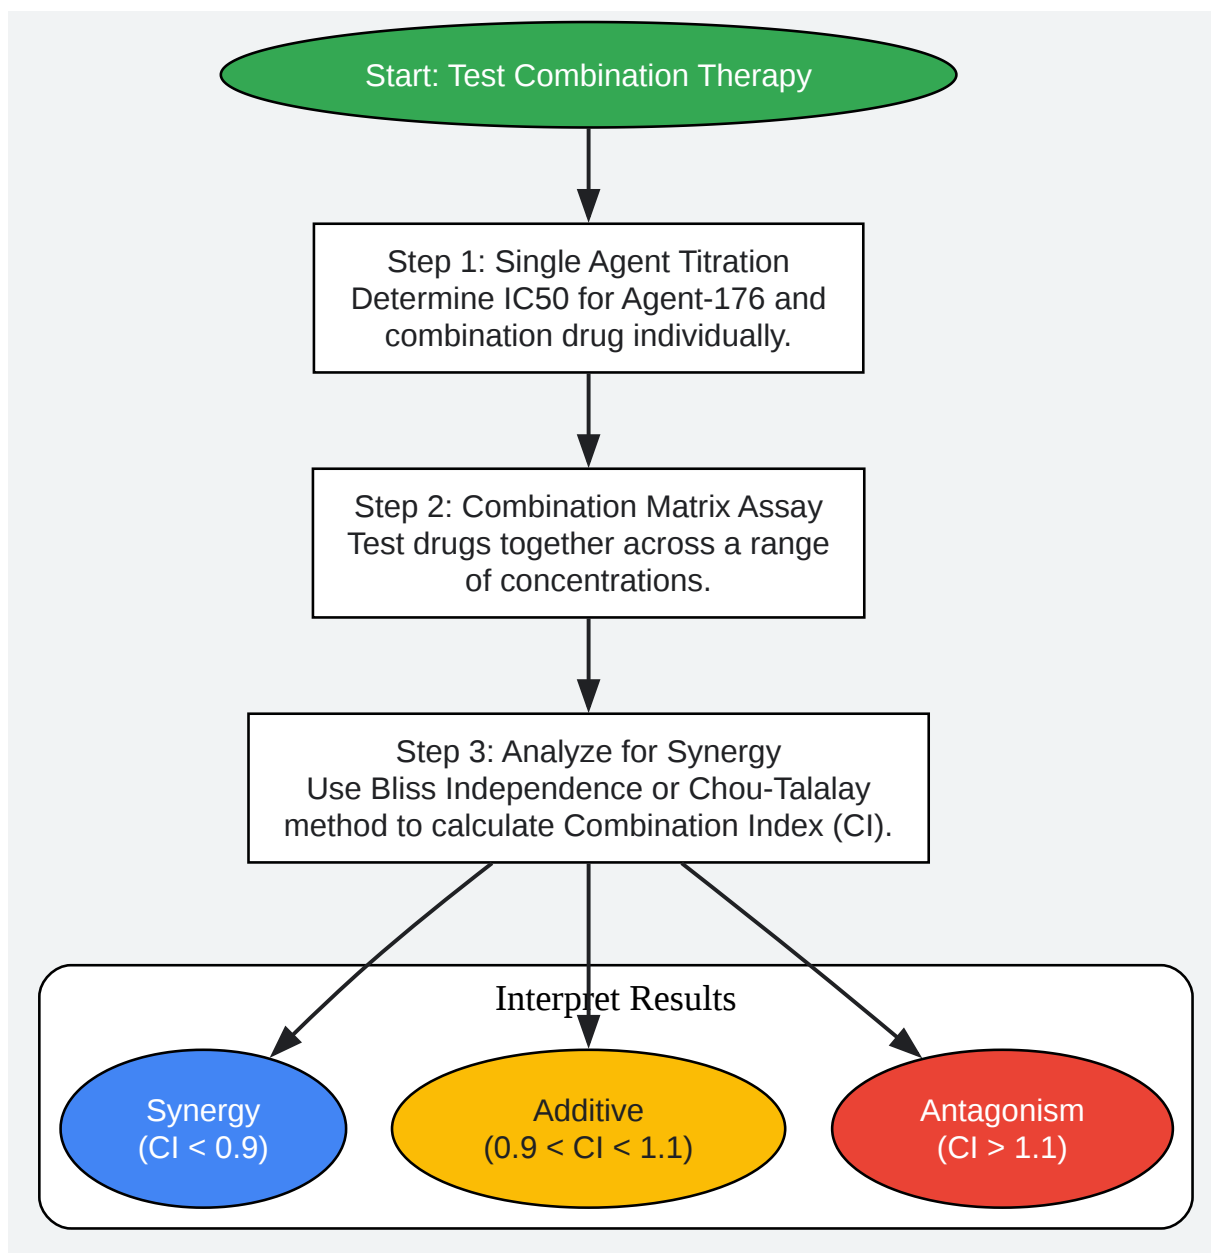 Start: Test Combination Therapy
Step 1: Single Agent Titration
Determine IC50 for Agent-176 and
combination drug individually.
Step 2: Combination Matrix Assay
Test drugs together across a range
of concentrations.
Step 3: Analyze for Synergy
Use Bliss Independence or Chou-Talalay
method to calculate Combination Index (CI).
Interpret Results
Synergy
(CI < 0.9)
Additive
(0.9 < CI < 1.1)
Antagonism
(CI > 1.1)